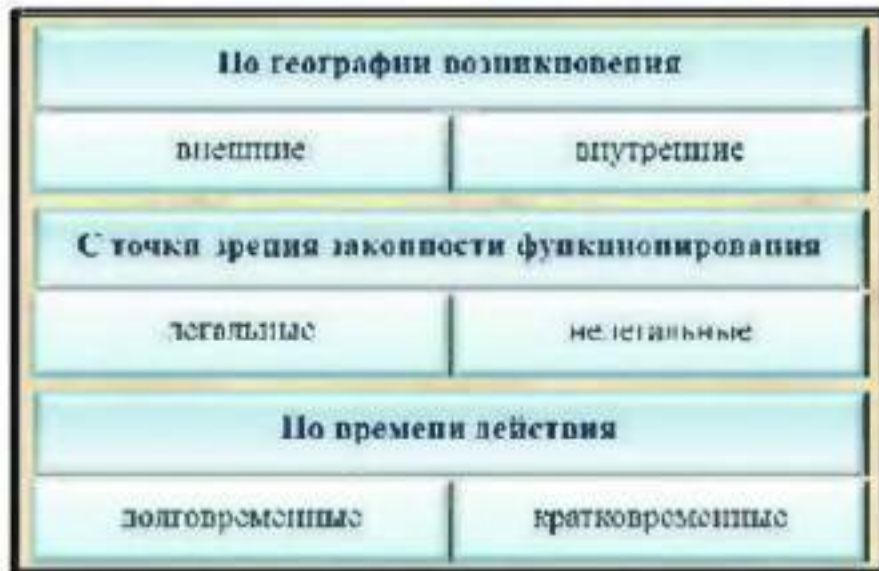 По географии возникновения
внешние внутренние
С точки зрения законности функционирования
легальные нелегальные
По времени действия
долговременные кратковременные